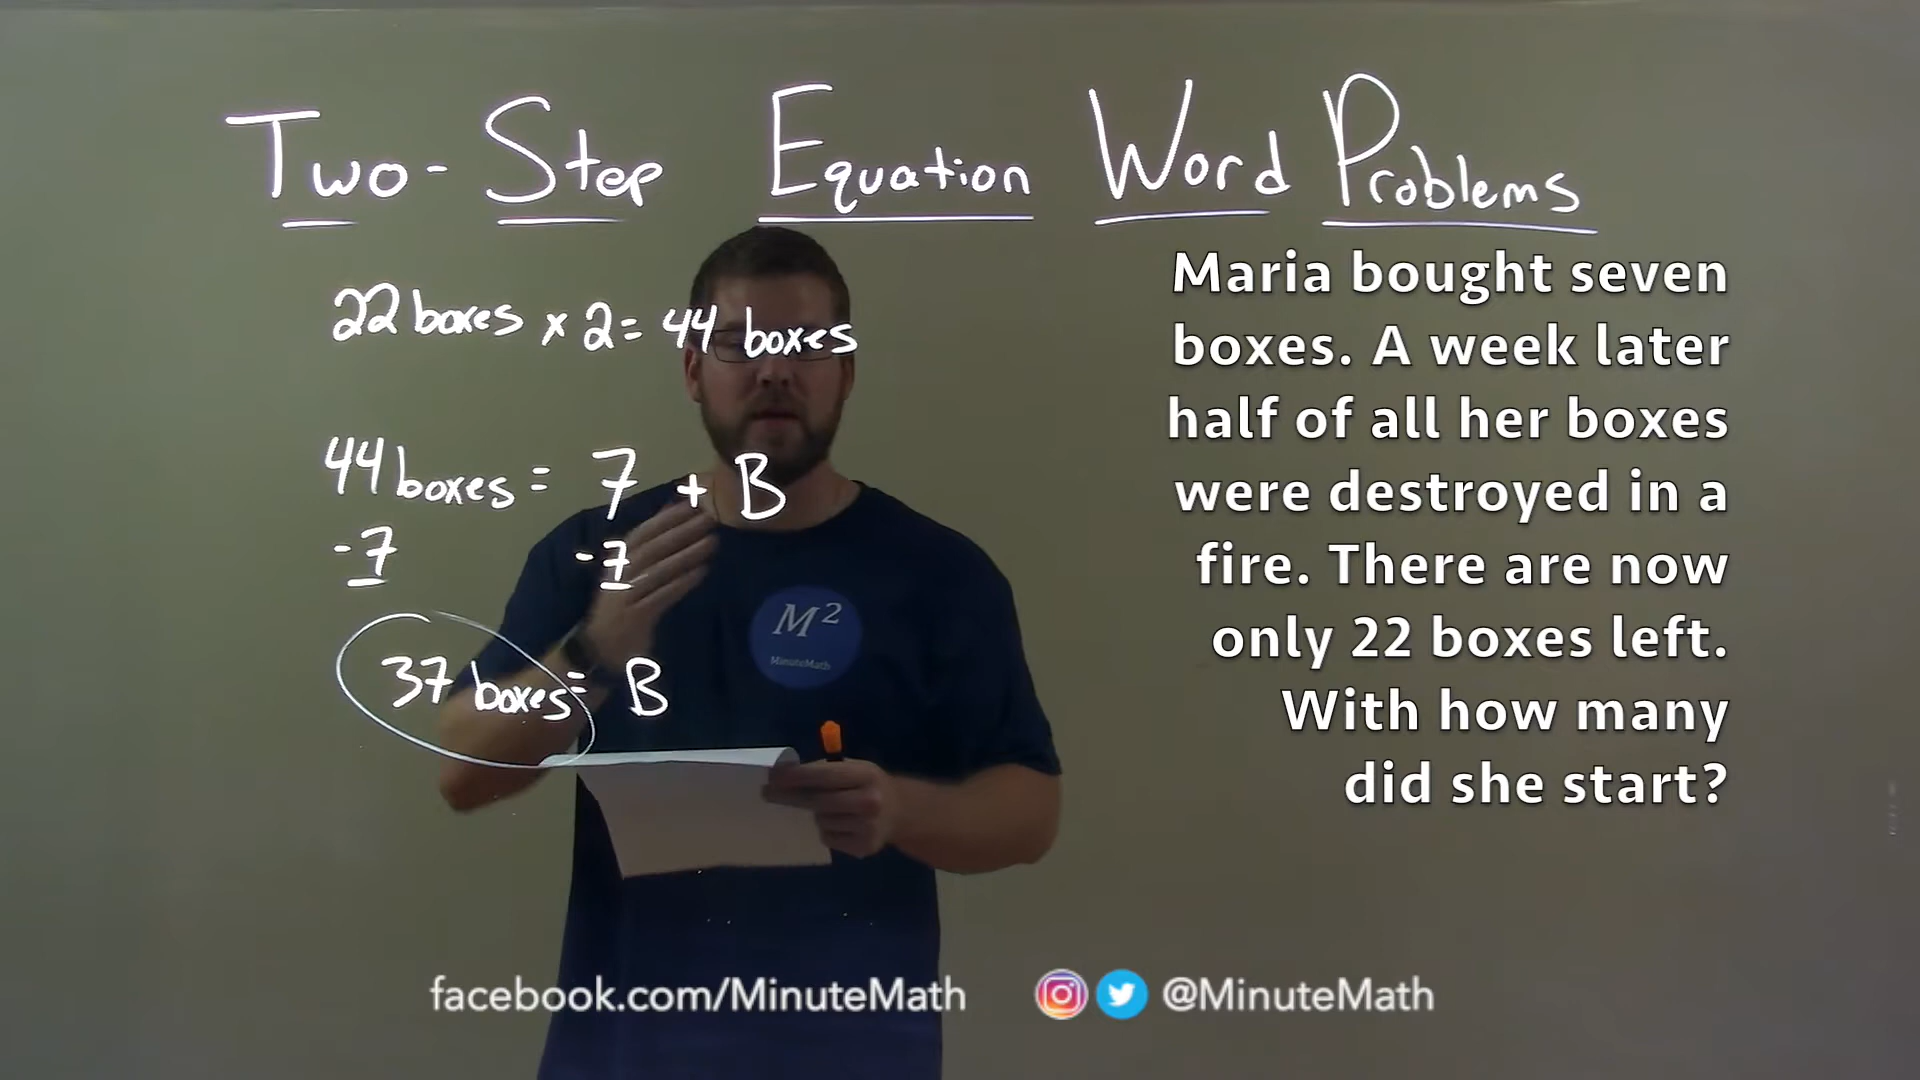 Two-Step Equation Word Problems
22 boxes x 2 = 44 boxes
44 boxes = 7 + B
-7 -7
37 boxes = B
Maria bought seven
boxes. A week later
half of all her boxes
were destroyed in a
fire. There are now
only 22 boxes left.
With how many
did she start?
M²
MinuteMath
facebook.com/MinuteMath @MinuteMath